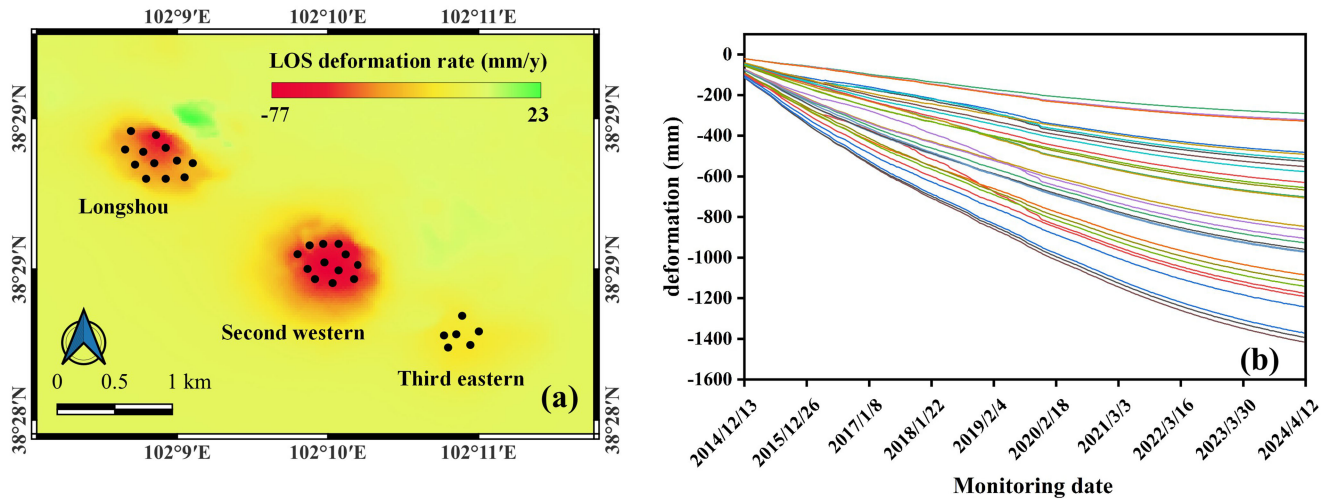 102°9′E 102°10′E 102°11′E
LOS deformation rate (mm/y)
-77 23
38°29′N 38°29′N
Longshou
38°29′N 38°29′N
Second western
Third eastern
0 0.5 1 km
(a)
38°28′N 38°28′N
102°9′E 102°10′E 102°11′E
deformation (mm)
0
-200
-400
-600
-800
-1000
-1200
-1400
-1600
(b)
2014/12/13 2015/12/26 2017/1/8 2018/1/22 2019/2/4 2020/2/18 2021/3/3 2022/3/16 2023/3/30 2024/4/12
Monitoring date